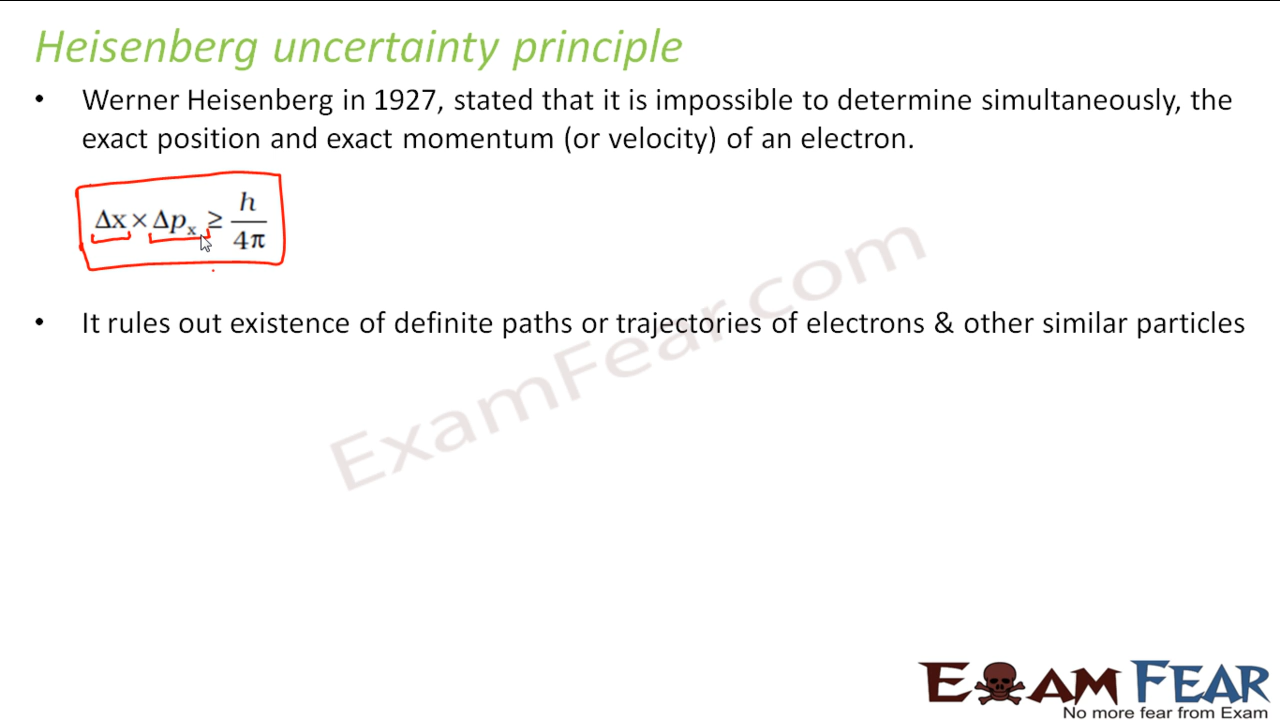 Heisenberg uncertainty principle
• Werner Heisenberg in 1927, stated that it is impossible to determine simultaneously, the
exact position and exact momentum (or velocity) of an electron.
Δx × Δpₓ ≥ h/4π
• It rules out existence of definite paths or trajectories of electrons & other similar particles
ExamFear.com
EXAM FEAR
No more fear from Exam